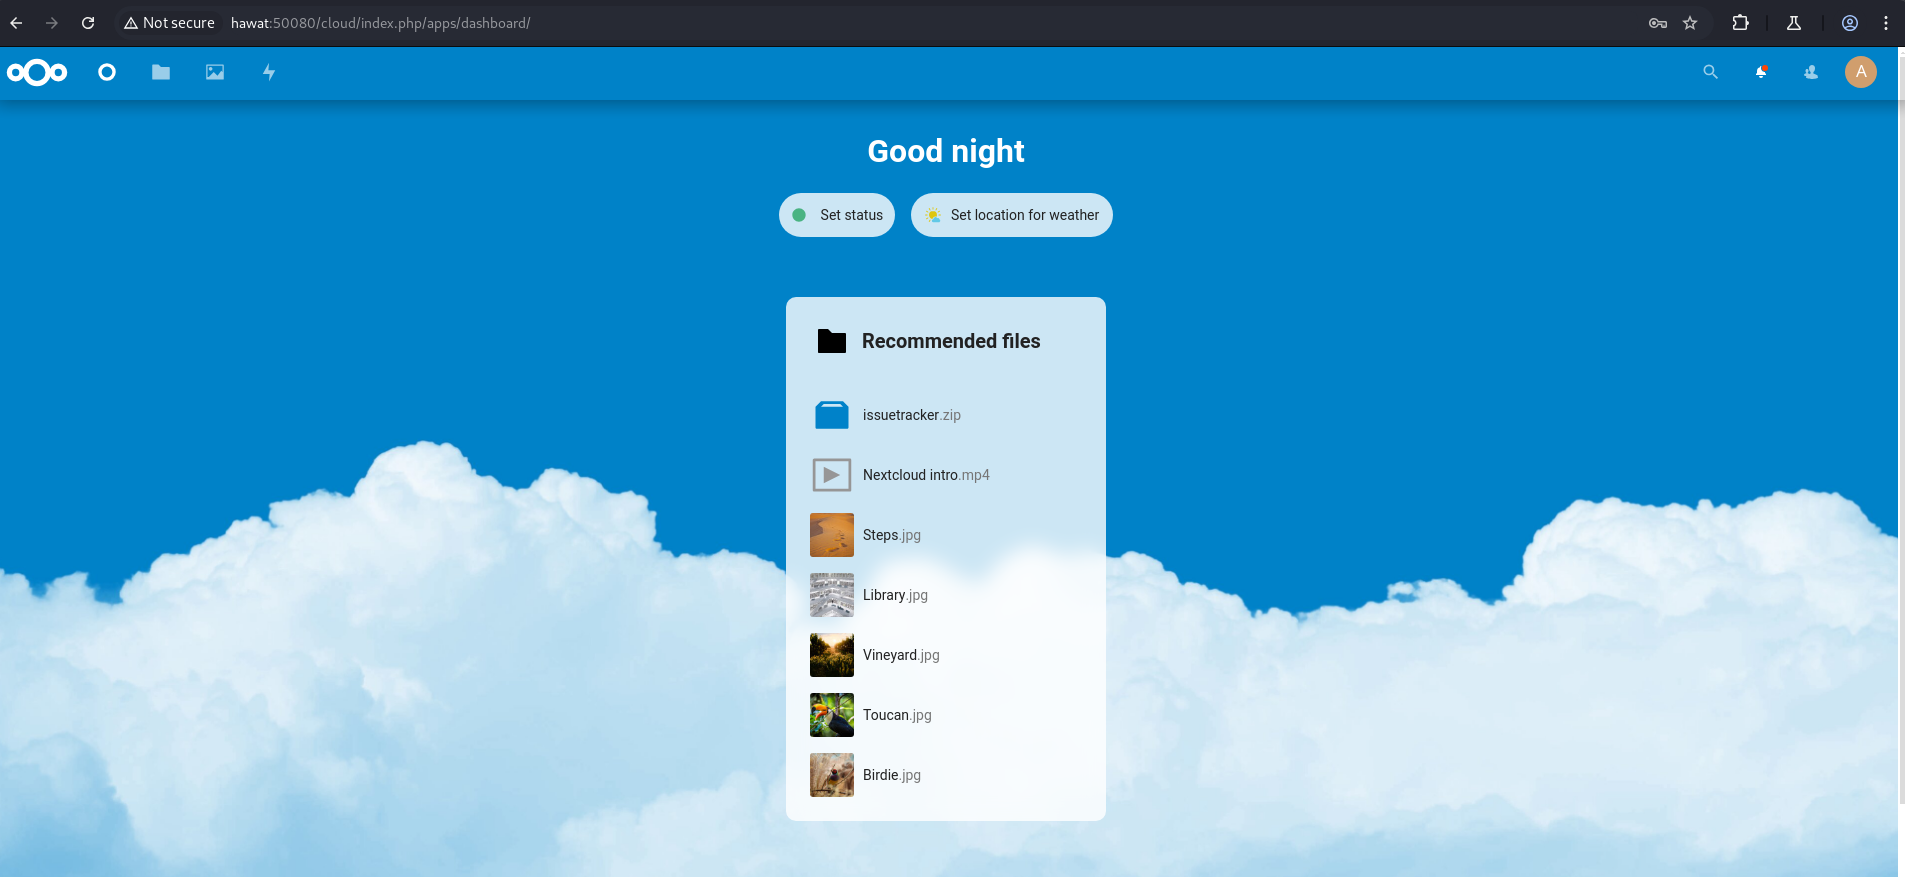 Not secure hawat:50080/cloud/index.php/apps/dashboard/
A
Good night
Set status
Set location for weather
Recommended files
issuetracker.zip
Nextcloud intro.mp4
Steps.jpg
Library.jpg
Vineyard.jpg
Toucan.jpg
Birdie.jpg